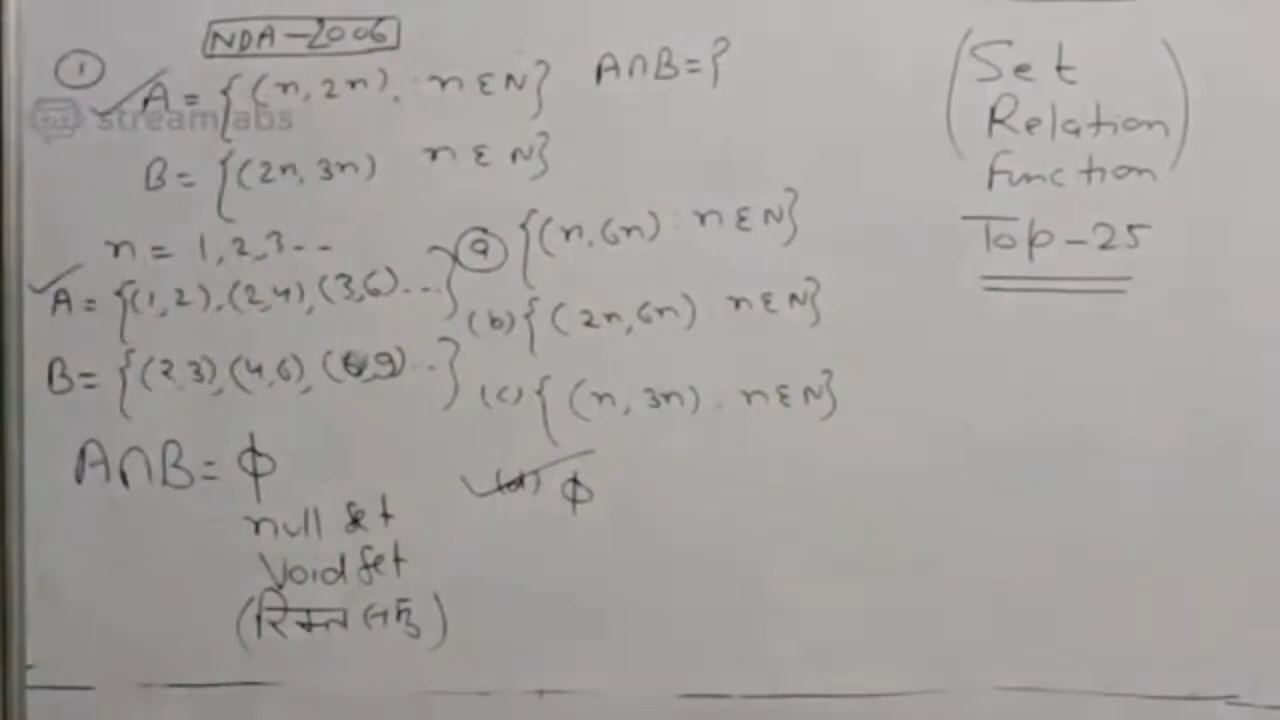 NDA-2006
(1) A = {(n, 2n). n ∈ N} A∩B = ?
streamlabs
B = {(2n, 3n) n ∈ N}
n = 1, 2, 3--
A = {(1,2), (2,4), (3,6)...}
B = {(2,3), (4,6), (6,9)..}
A∩B = ϕ
null set
Void set
(रिक्त
(a) {(n, 6n) : n ∈ N}
(b) {(2n, 6n) n ∈ N}
(c) {(n, 3n). n ∈ N}
(d) ϕ
(Set
Relation)
Function
Top-25